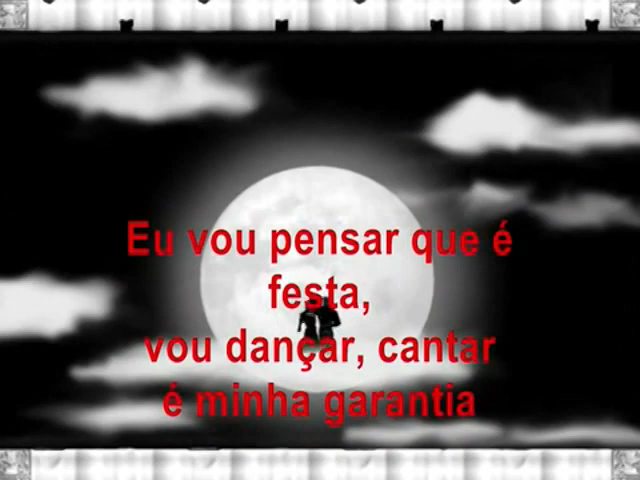 Eu vou pensar que é
festa,
vou dançar, cantar
é minha garantia